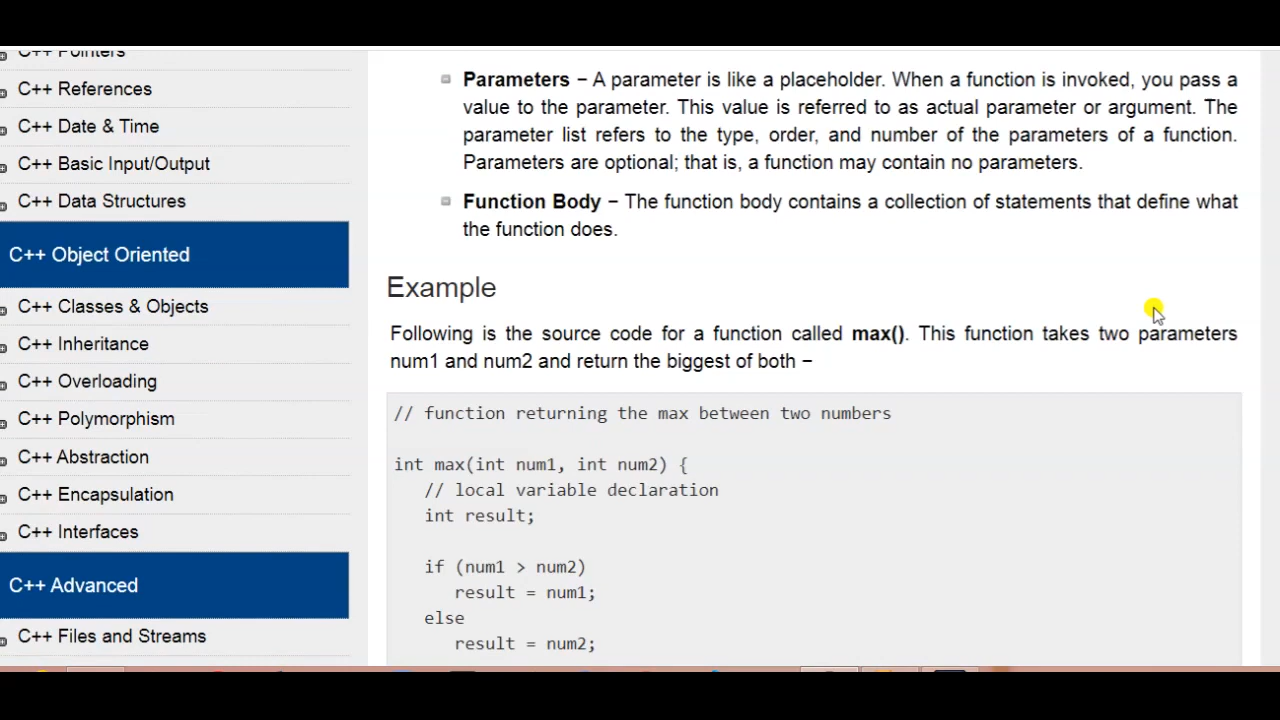 C++ Pointers
C++ References
C++ Date & Time
C++ Basic Input/Output
C++ Data Structures
C++ Object Oriented
C++ Classes & Objects
C++ Inheritance
C++ Overloading
C++ Polymorphism
C++ Abstraction
C++ Encapsulation
C++ Interfaces
C++ Advanced
C++ Files and Streams
Parameters − A parameter is like a placeholder. When a function is invoked, you pass a
value to the parameter. This value is referred to as actual parameter or argument. The
parameter list refers to the type, order, and number of the parameters of a function.
Parameters are optional; that is, a function may contain no parameters.
Function Body − The function body contains a collection of statements that define what
the function does.
Example
Following is the source code for a function called max(). This function takes two parameters
num1 and num2 and return the biggest of both −
// function returning the max between two numbers
int max(int num1, int num2) {
// local variable declaration
int result;
if (num1 > num2)
result = num1;
else
result = num2;